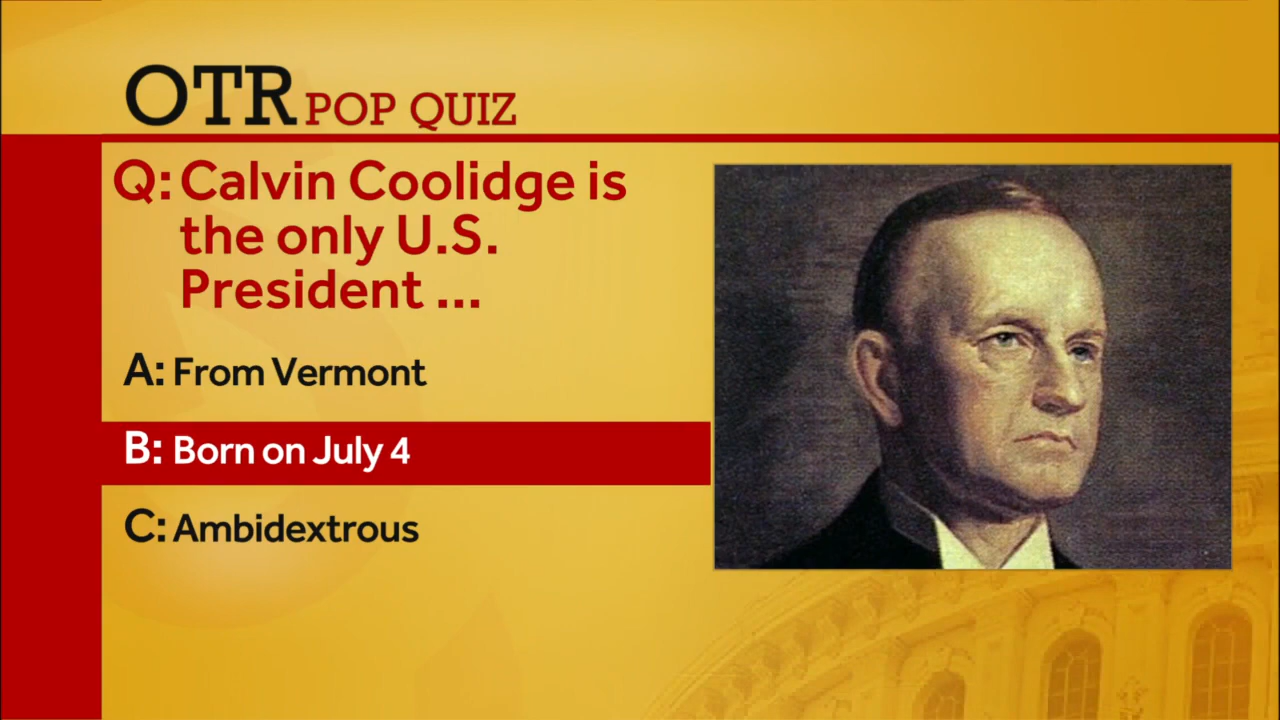 OTR POP QUIZ
Q: Calvin Coolidge is
the only U.S.
President ...
A: From Vermont
B: Born on July 4
C: Ambidextrous